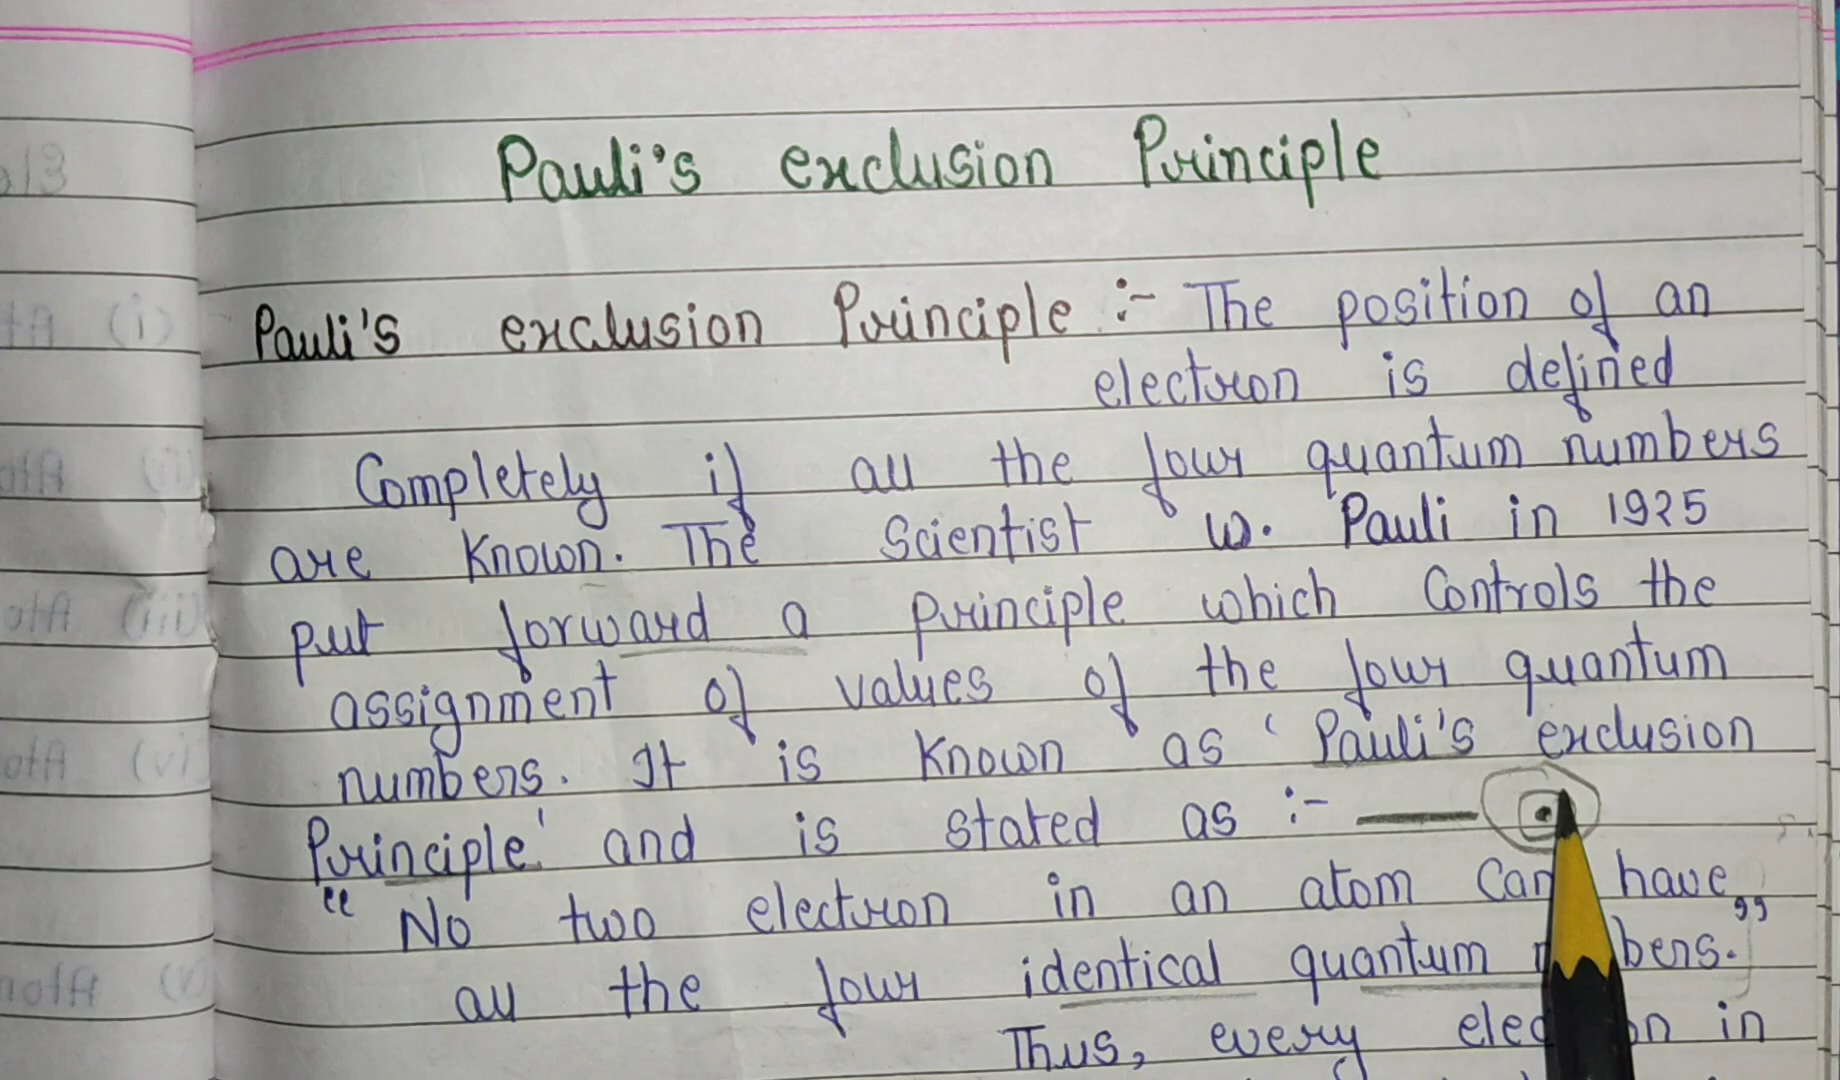 Pauli's exclusion Principle
Pauli's exclusion Principle :- The position of an
electron is defined
Completely if all the four quantum numbers
are Known. The Scientist W. Pauli in 1925
put forward a principle which Controls the
assignment of values of the four quantum
numbers. It is Known as 'Pauli's exclusion
Principle' and is stated as :-
"No two electron in an atom Can have
all the four identical quantum
Thus, every in